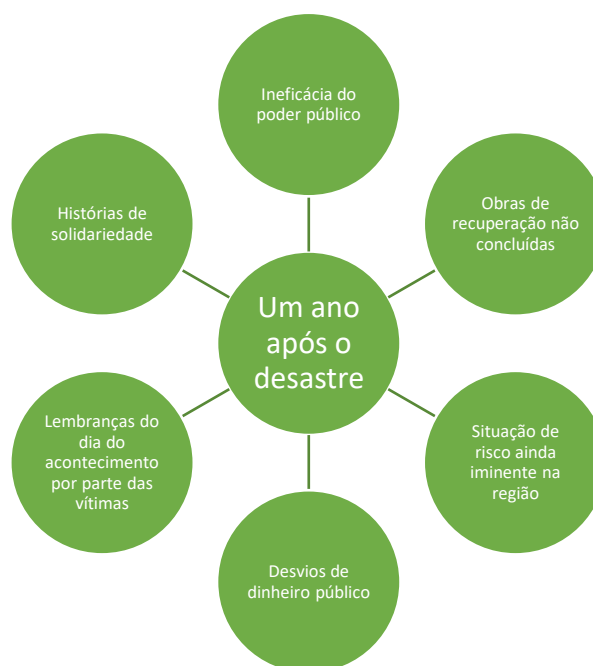 Ineficácia do
poder público
Histórias de
solidariedade
Obras de
recuperação não
concluídas
Um ano
após o
desastre
Lembranças do
dia do
acontecimento
por parte das
vítimas
Situação de
risco ainda
iminente na
região
Desvios de
dinheiro público